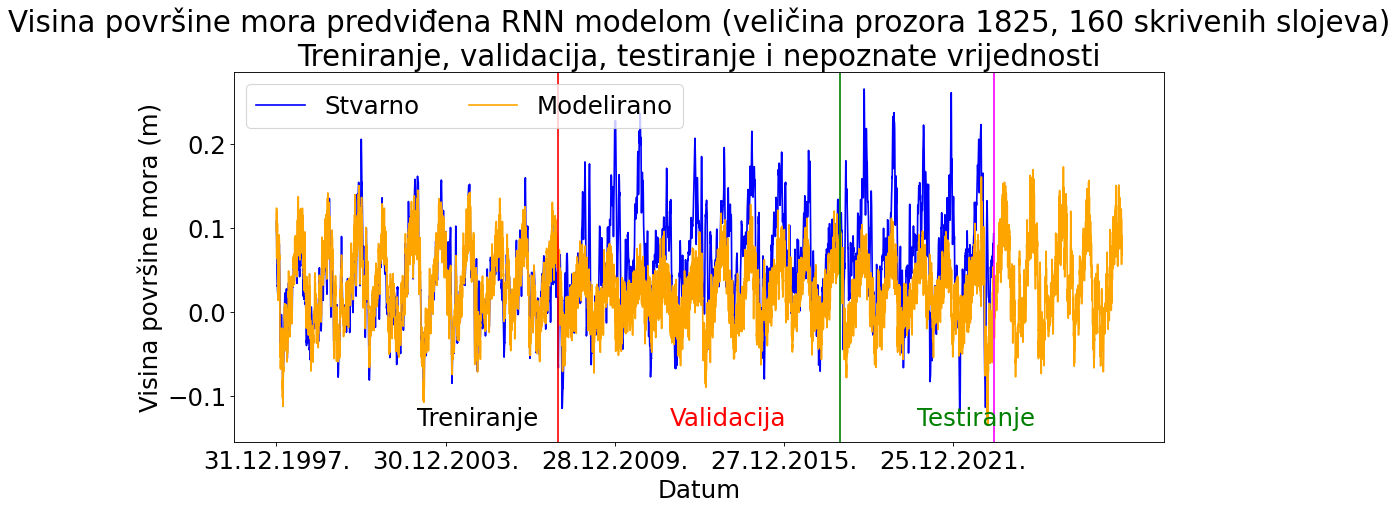 Visina površine mora predviđena RNN modelom (veličina prozora 1825, 160 skrivenih slojeva)
Treniranje, validacija, testiranje i nepoznate vrijednosti
Stvarno
Modelirano
Visina površine mora (m)
0.2
0.1
0.0
−0.1
Treniranje
Validacija
Testiranje
31.12.1997.
30.12.2003.
28.12.2009.
27.12.2015.
25.12.2021.
Datum